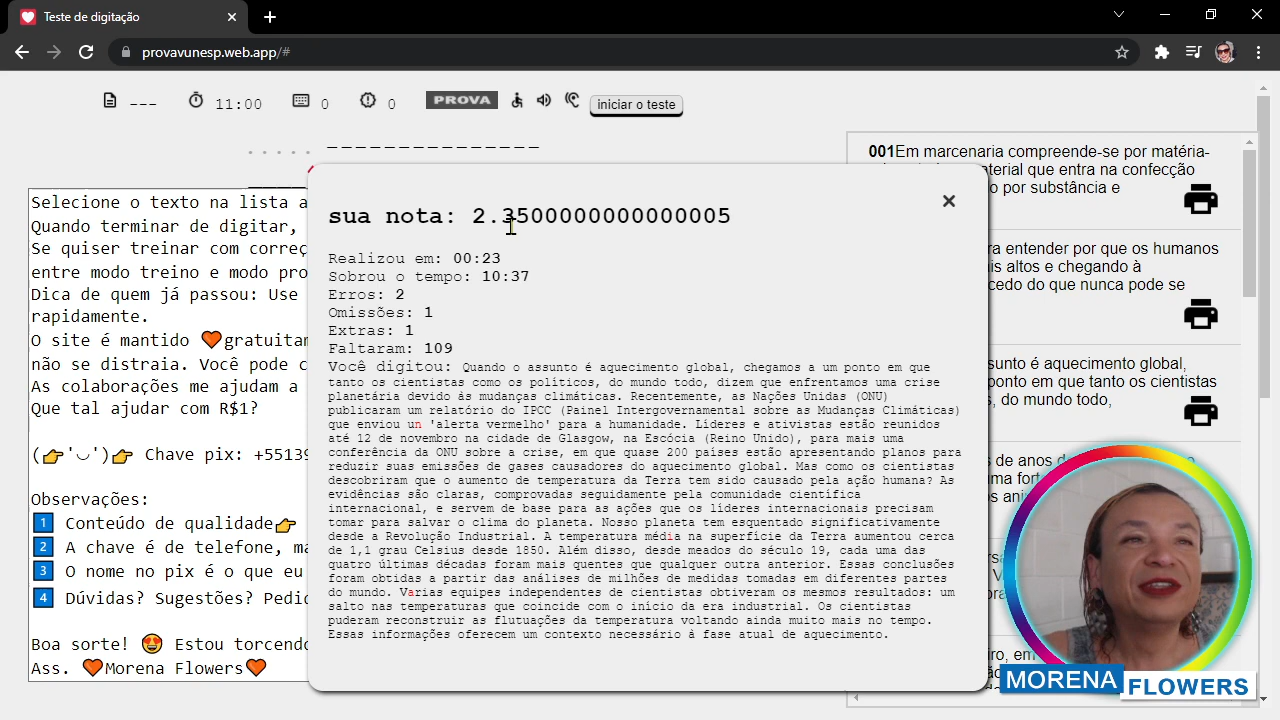 Teste de digitação
provavunesp.web.app/#
--- 11:00 0 0 PROVA iniciar o teste
Selecione o texto na lista a
Quando terminar de digitar,
Se quiser treinar com correç
entre modo treino e modo pro
Dica de quem já passou: Use
rapidamente.
O site é mantido 🧡gratuitam
não se distraia. Você pode c
As colaborações me ajudam a
Que tal ajudar com R$1?
(👉'◡')👉 Chave pix: +55139
Observações:
1 Conteúdo de qualidade👉
2 A chave é de telefone, ma
3 O nome no pix é o que eu
4 Dúvidas? Sugestões? Pedid
Boa sorte! 😍 Estou torcendo
Ass. 🧡Morena Flowers🧡
sua nota: 2.3500000000000005
Realizou em: 00:23
Sobrou o tempo: 10:37
Erros: 2
Omissões: 1
Extras: 1
Faltaram: 109
Você digitou: Quando o assunto é aquecimento global, chegamos a um ponto em que
tanto os cientistas como os políticos, do mundo todo, dizem que enfrentamos uma crise
planetária devido às mudanças climáticas. Recentemente, as Nações Unidas (ONU)
publicaram um relatório do IPCC (Painel Intergovernamental sobre as Mudanças Climáticas)
que enviou un 'alerta vermelho' para a humanidade. Líderes e ativistas estão reunidos
até 12 de novembro na cidade de Glasgow, na Escócia (Reino Unido), para mais uma
conferência ONU sobre a crise, em que quase 200 países estão apresentando planos para
reduzir as emissões de gases causadores do aquecimento global. Mas como os cientistas
descobriram que o aumento de temperatura da Terra tem sido causado pela ação humana? As
evidências são claras, comprovadas seguidamente pela comunidade científica
internacional, e servem de base para as ações que os líderes internacionais precisam
tomar para salvar o clima do planeta. Nosso planeta tem esquentado significativamente
desde a Revolução Industrial. A temperatura média na superfície da Terra aumentou cerca
de 1,1 grau Celsius desde 1850. Além disso, desde meados do século 19, cada uma das
quatro últimas décadas foram mais quentes que qualquer outra anterior. Essas conclusões
foram obtidas a partir das análises de milhões de medidas tomadas em diferentes partes
do mundo. Varias equipes independentes de cientistas obtiveram os mesmos resultados: um
salto nas temperaturas que coincide com o início da era industrial. Os cientistas
puderam reconstruir as flutuações da temperatura voltando ainda muito mais no tempo.
Essas informações oferecem um contexto necessário à fase atual de aquecimento.
001Em marcenaria compreende-se por matéria-
material que entra na confecção
por substância e
ra entender por que os humanos
is altos e chegando à
cedo do que nunca pode se
ssunto é aquecimento global,
ponto em que tanto os cientistas
, do mundo todo,
s de anos d
ma fort
s ani
MORENA
FLOWERS